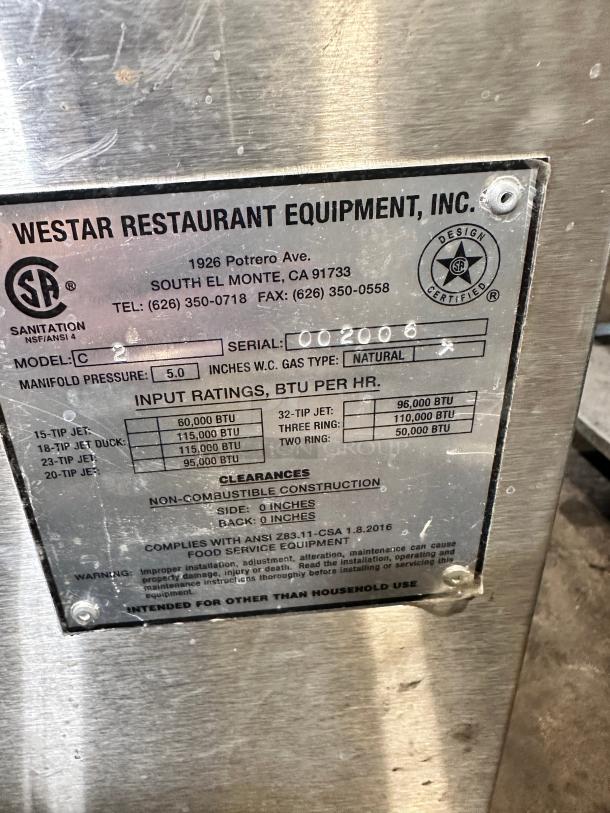 WESTAR RESTAURANT EQUIPMENT, INC.
1926 Potrero Ave.
SOUTH EL MONTE, CA 91733
TEL: (626) 350-0718 FAX: (626) 350-0558
DESIGN
CERTIFIED
®
®
SANITATION
NSF/ANSI 4
MODEL: C 2 SERIAL: 002006
MANIFOLD PRESSURE: 5.0 INCHES W.C. GAS TYPE: NATURAL X
INPUT RATINGS, BTU PER HR.
15-TIP JET: 60,000 BTU
18-TIP JET DUCK: 115,000 BTU
23-TIP JET 115,000 BTU
20-TIP JET: 95,000 BTU
32-TIP JET: 96,000 BTU
THREE RING: 110,000 BTU
TWO RING: 50,000 BTU
CLEARANCES
NON-COMBUSTIBLE CONSTRUCTION
SIDE: 0 INCHES
BACK: 0 INCHES
COMPLIES WITH ANSI Z83.11-CSA 1.8.2016
FOOD SERVICE EQUIPMENT
WARNING: Improper installation, adjustment, alteration, maintenance can cause
property damage, injury or death. Read the installation, operating and
maintenance instructions thoroughly before installing or servicing this
equipment.
INTENDED FOR OTHER THAN HOUSEHOLD USE